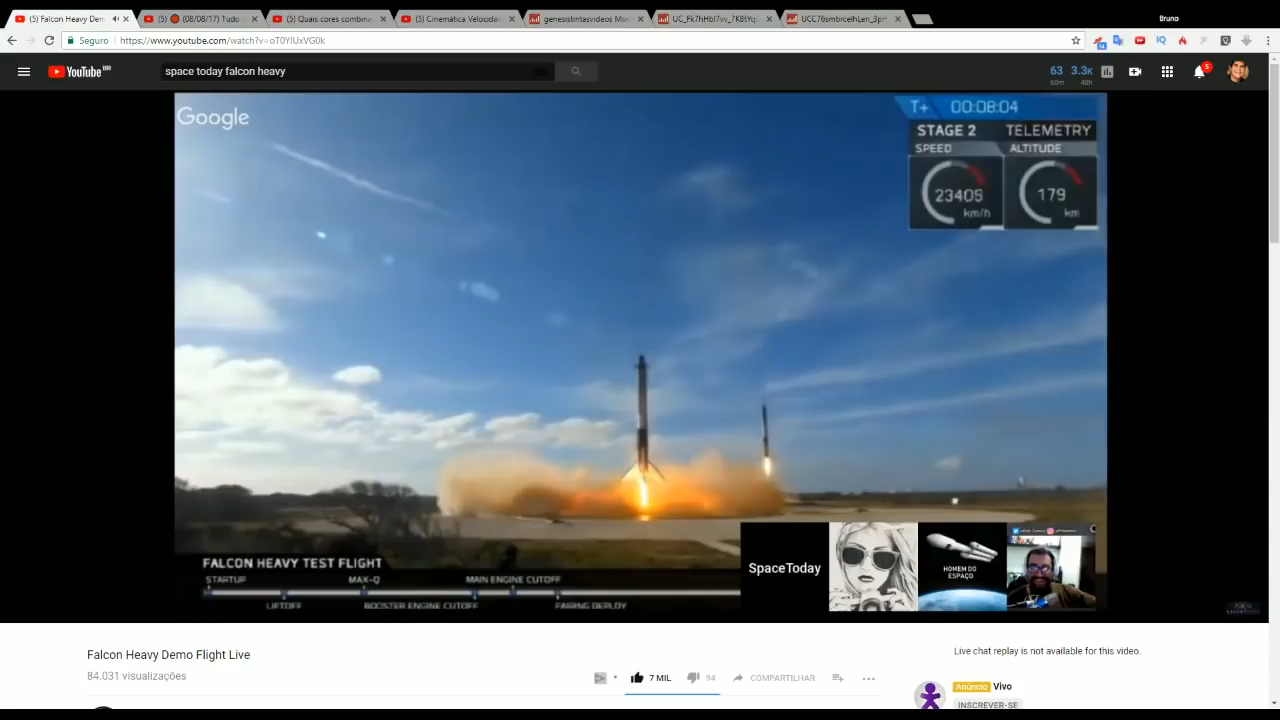 Bruno
(5) Falcon Heavy Dem
(5) (08/08/17) Tudo
(5) Quais cores combina
(5) Cinemática Velocidad
genesistintasvideos Mo
UC_Fk7hHbI7vv_7K8tYq
Seguro https://www.youtube.com/watch?v=oT0YIUxVG0k
YouTube BR
space today falcon heavy
63 3.3K
60m 48h
5
Google
T+ 00:08:04
STAGE 2 TELEMETRY
SPEED ALTITUDE
23405 179
km/h km
SpaceToday
HOMEM DO
ESPAÇO
FALCON HEAVY TEST FLIGHT
STARTUP MAX-Q MAIN ENGINE CUTOFF
LIFTOFF BOOSTER ENGINE CUTOFF FAIRING DEPLOY
Falcon Heavy Demo Flight Live
84.031 visualizações
7 MIL 94 COMPARTILHAR
Live chat replay is not available for this video.
Anúncio Vivo
INSCREVER-SE